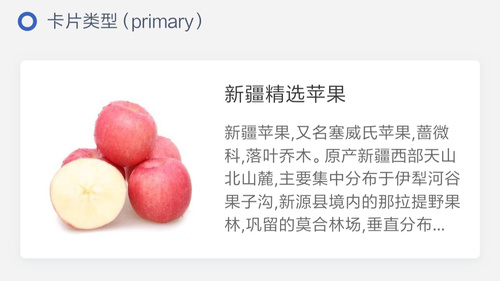 卡片类型（primary）
新疆精选苹果
新疆苹果,又名塞威氏苹果,蔷薇
科,落叶乔木。原产新疆西部天山
北山麓,主要集中分布于伊犁河谷
果子沟,新源县境内的那拉提野果
林,巩留的莫合林场,垂直分布...